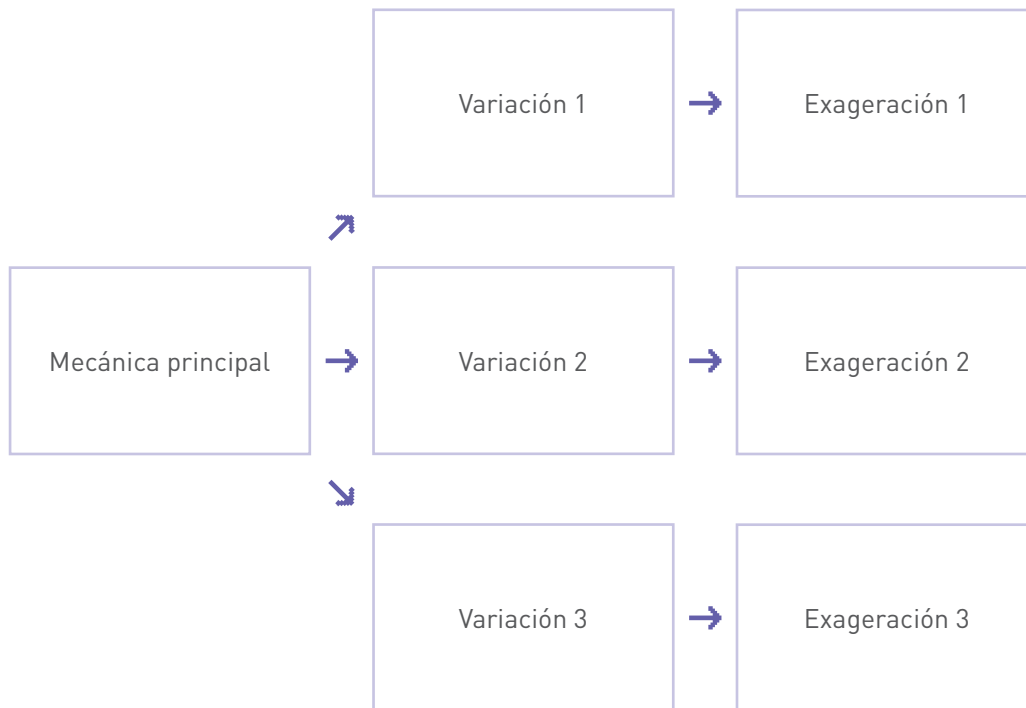 Variación 1
Exageración 1
Mecánica principal
Variación 2
Exageración 2
Variación 3
Exageración 3